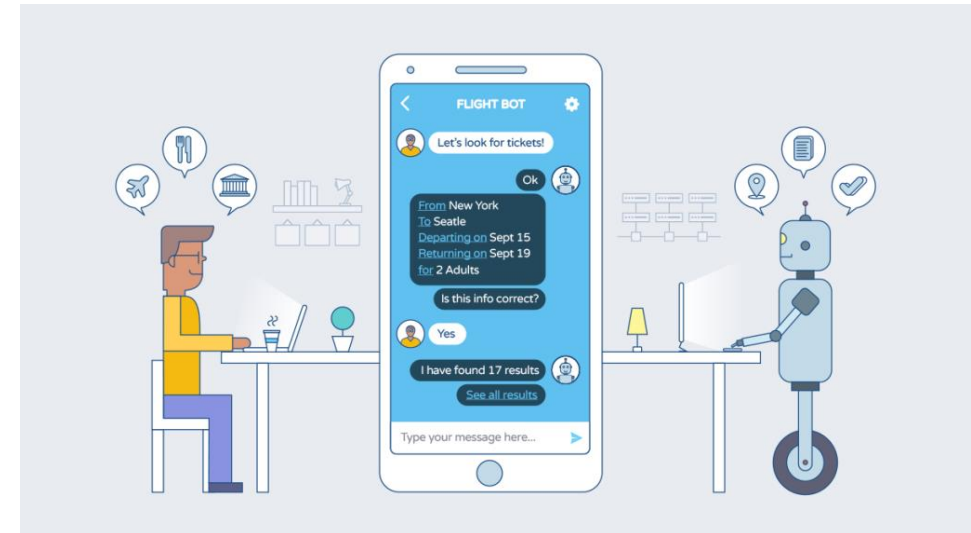 FLIGHT BOT
Let's look for tickets!
Ok
From New York
To Seatle
Departing on Sept 15
Returning on Sept 19
for 2 Adults
Is this info correct?
Yes
I have found 17 results
See all results
Type your message here...